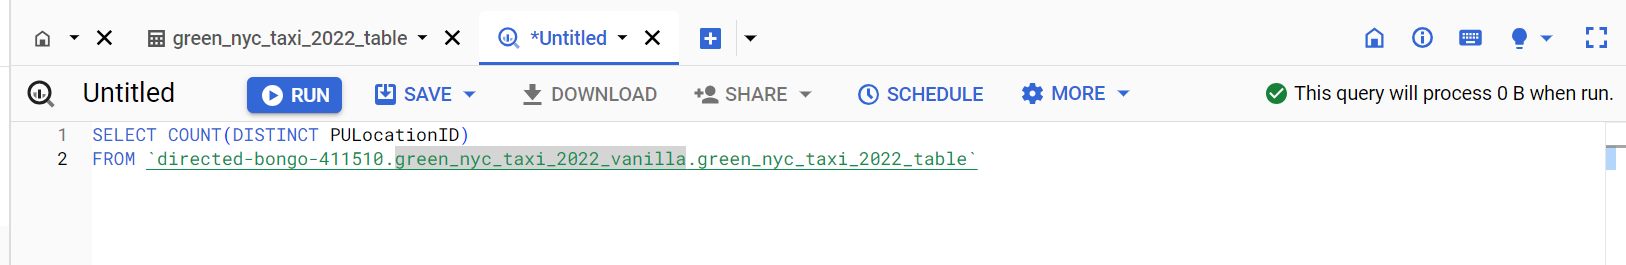 green_nyc_taxi_2022_table *Untitled
Untitled RUN SAVE DOWNLOAD SHARE SCHEDULE MORE This query will process 0 B when run.
1 SELECT COUNT(DISTINCT PULocationID)
2 FROM `directed-bongo-411510.green_nyc_taxi_2022_vanilla.green_nyc_taxi_2022_table`